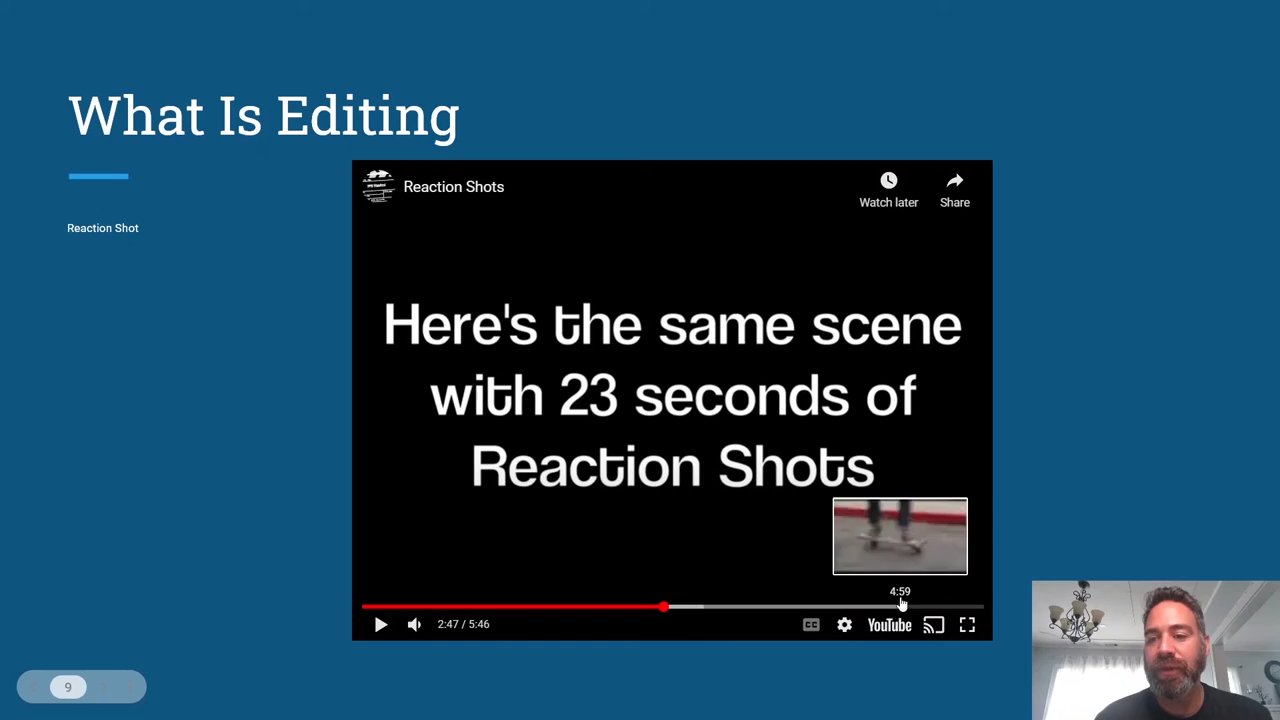 What Is Editing
Reaction Shot
Reaction Shots
Watch later
Share
Here's the same scene
with 23 seconds of
Reaction Shots
4:59
2:47 / 5:46
CC
YouTube
9